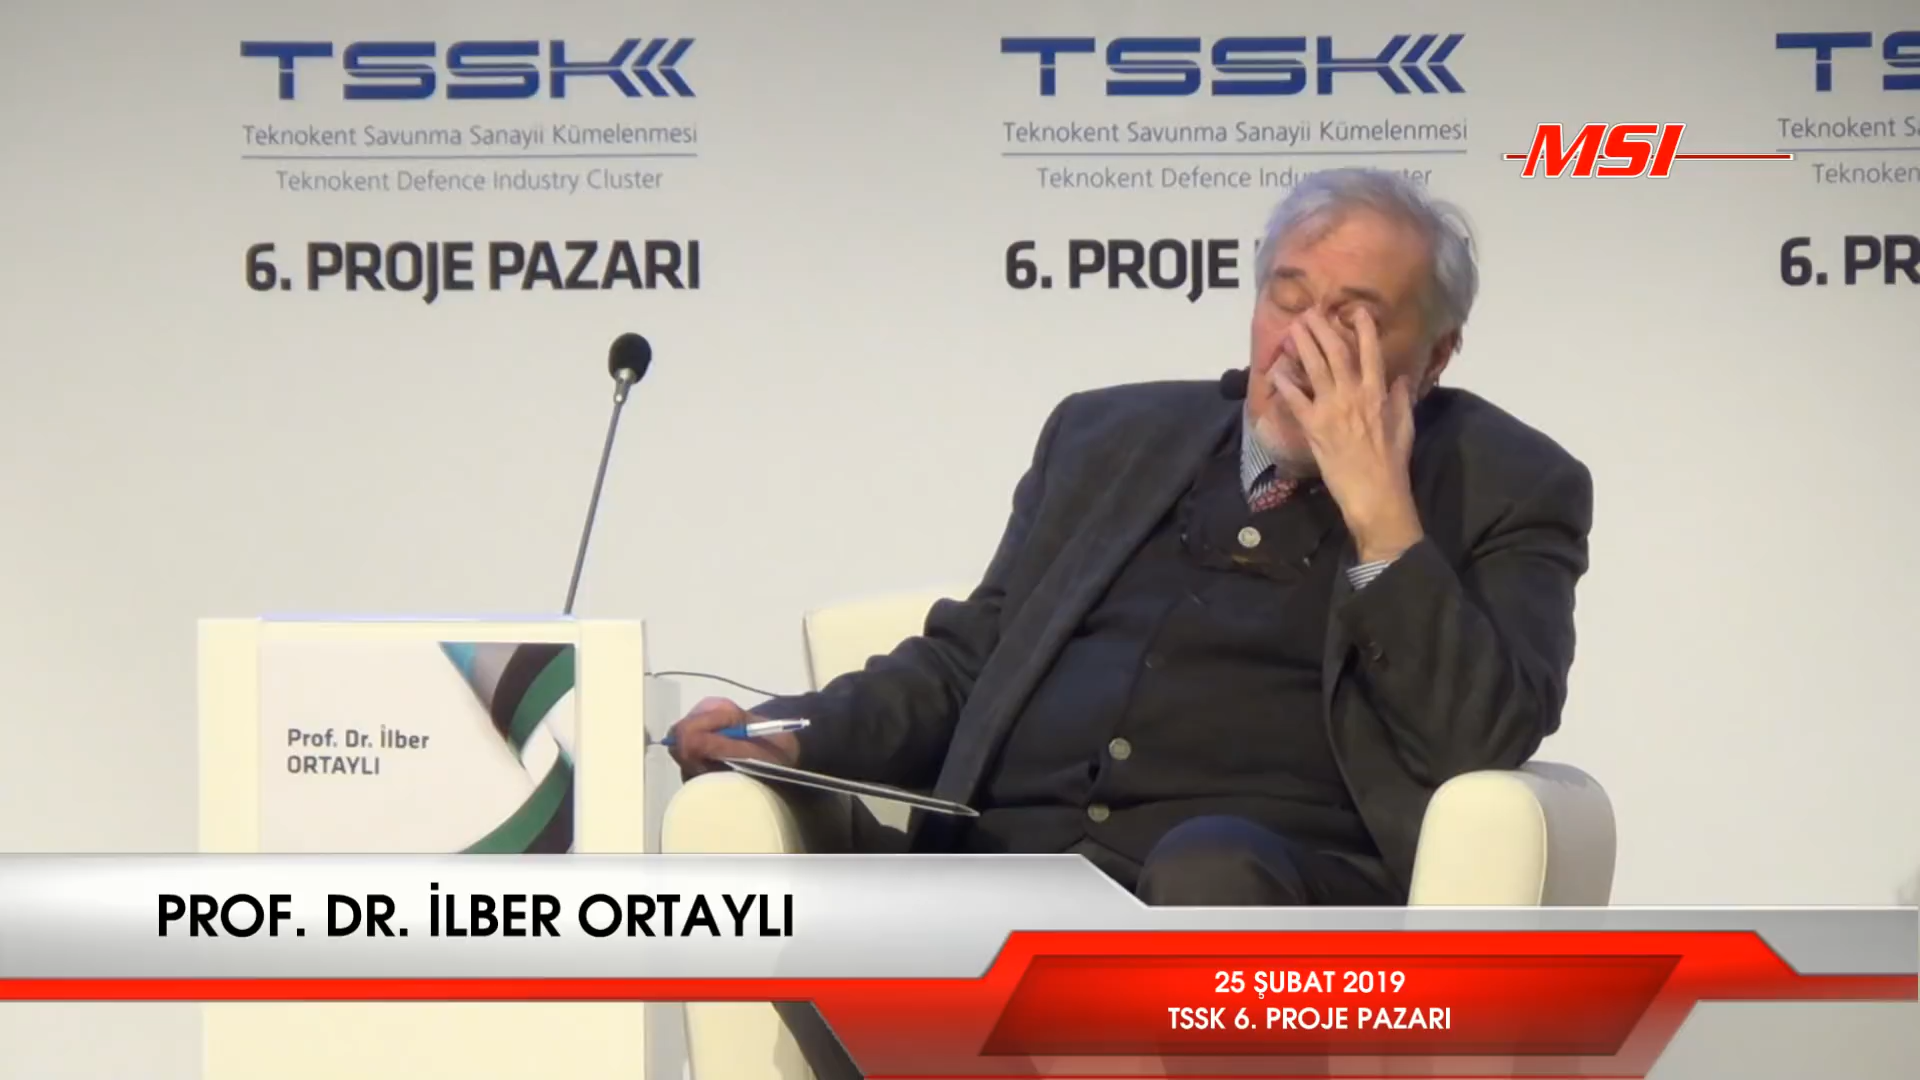 TSSK
Teknokent Savunma Sanayii Kümelenmesi
Teknokent Defence Industry Cluster
6. PROJE PAZARI
TSSK
Teknokent Savunma Sanayii Kümelenmesi
Teknokent Defence
6. PROJE
TS
Teknokent
Teknoken
6. PR
MSI
Prof. Dr. İlber
ORTAYLI
PROF. DR. İLBER ORTAYLI
25 ŞUBAT 2019
TSSK 6. PROJE PAZARI